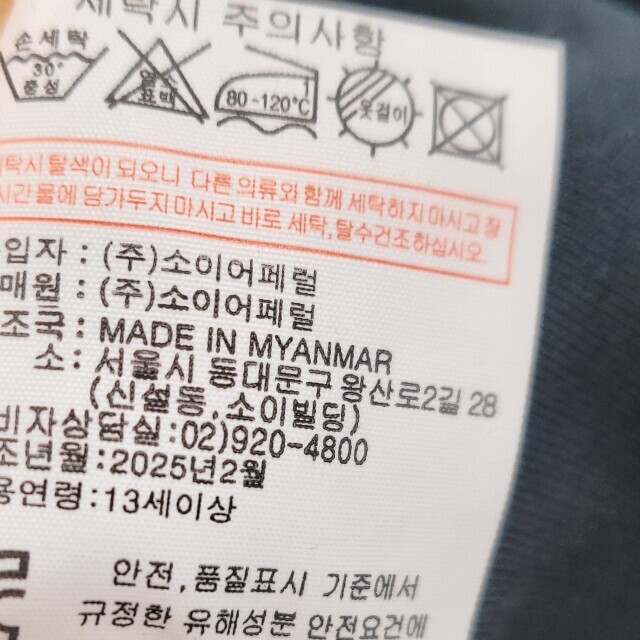 세탁시 주의사항
손세탁
30°
중성
염소
표백
80-120℃
옷걸이
세탁시 탈색이 되오니 다른 의류와 함께 세탁하지 마시고 장
시간 물에 담가두지 마시고 바로 세탁,탈수건조하십시오.
입자 : (주)소이어페럴
매원 : (주)소이어페럴
조국 : MADE IN MYANMAR
소 : 서울시 동대문구 왕산로2길 28
(신설동,소이빌딩)
비자상담실:02)920-4800
조년월:2025년2월
용연령:13세이상
안전,품질표시 기준에서
규정한 유해성분 안전요건에